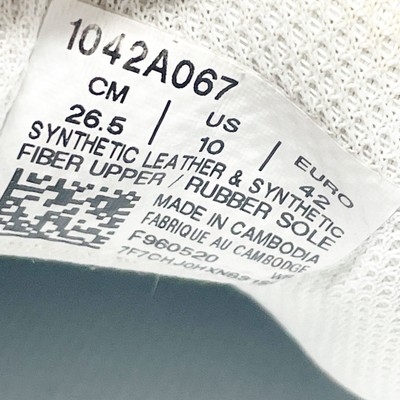 1042A067
CM | US | EURO
26.5 | 10 | 42
SYNTHETIC LEATHER & SYNTHETIC
FIBER UPPER / RUBBER SOLE
MADE IN CAMBODIA
FABRIQUE AU CAMBODGE
F960520